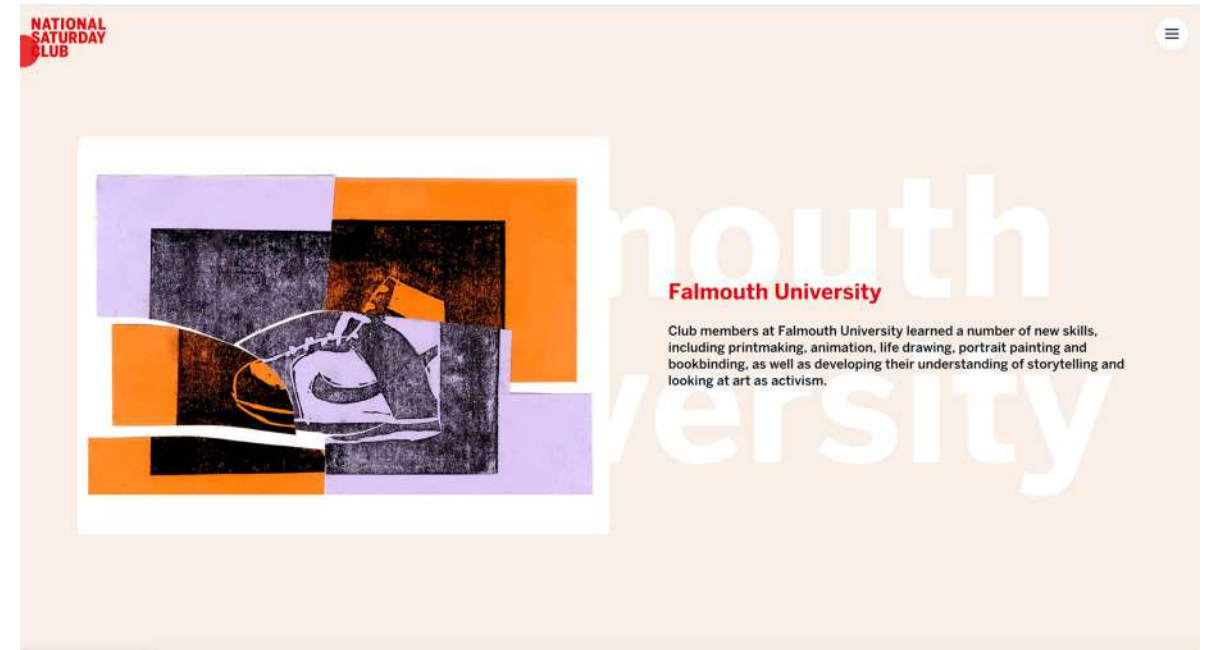 NATIONAL
SATURDAY
CLUB
mouth
versity
Falmouth University
Club members at Falmouth University learned a number of new skills,
including printmaking, animation, life drawing, portrait painting and
bookbinding, as well as developing their understanding of storytelling and
looking at art as activism.